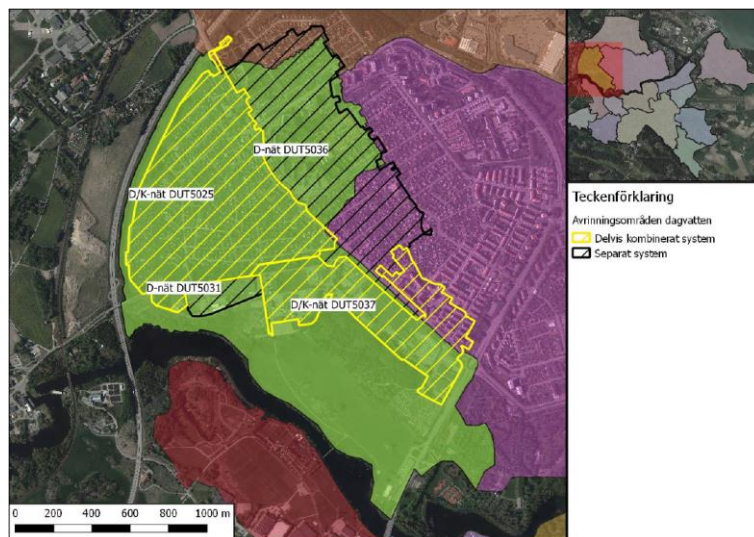 D-nät DUT5036
D/K-nät DUT5025
D-nät DUT5031
D/K-nät DUT5037
0 200 400 600 800 1000 m
Teckenförklaring
Avrinningsområden dagvatten
Delvis kombinerat system
Separat system